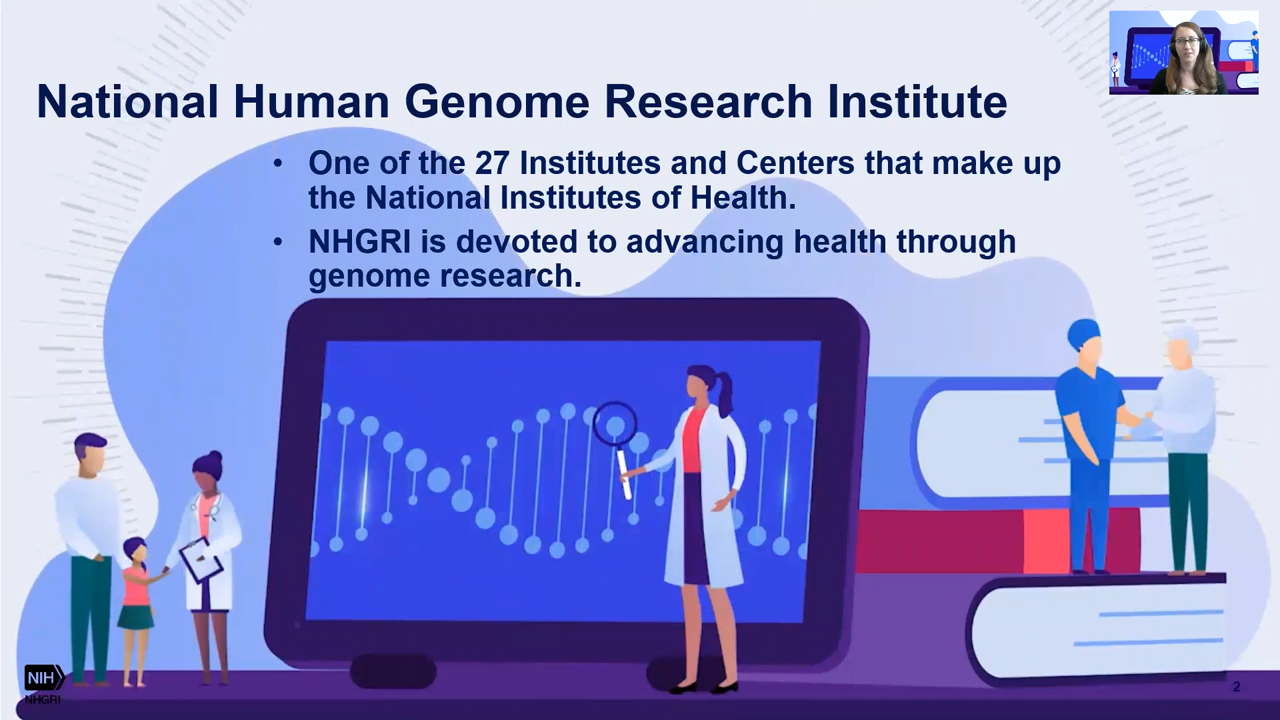 National Human Genome Research Institute
• One of the 27 Institutes and Centers that make up
the National Institutes of Health.
• NHGRI is devoted to advancing health through
genome research.
NIH
NHGRI
2